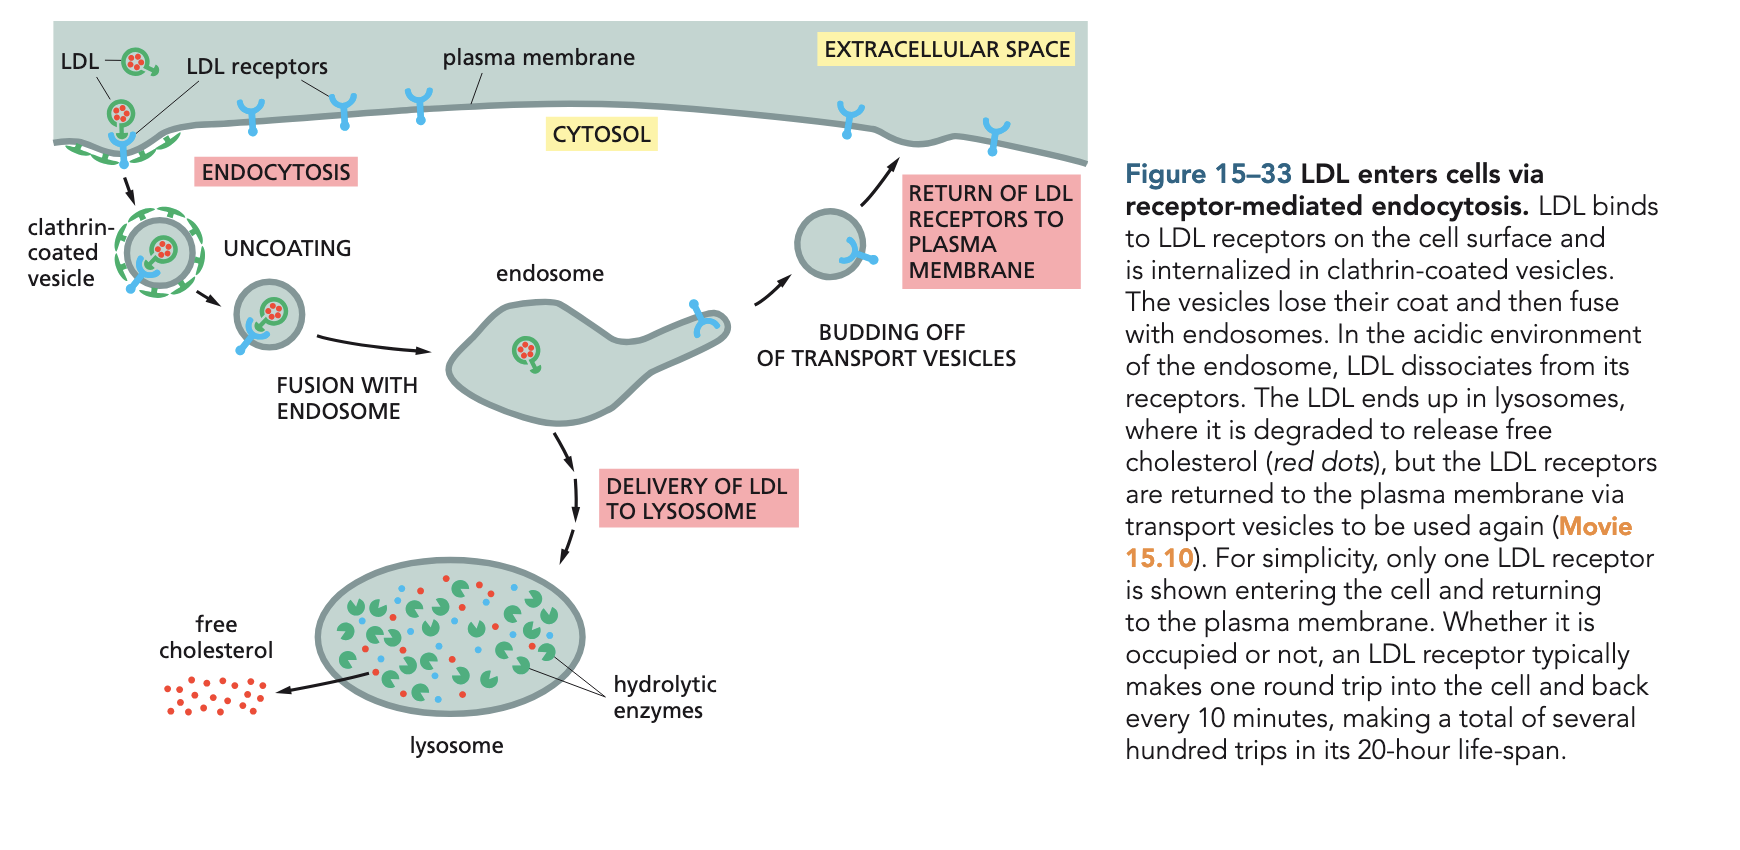 LDL
LDL receptors
plasma membrane
EXTRACELLULAR SPACE
CYTOSOL
ENDOCYTOSIS
clathrin-
coated
vesicle
UNCOATING
FUSION WITH
ENDOSOME
endosome
BUDDING OFF
OF TRANSPORT VESICLES
RETURN OF LDL
RECEPTORS TO
PLASMA
MEMBRANE
DELIVERY OF LDL
TO LYSOSOME
free
cholesterol
hydrolytic
enzymes
lysosome
Figure 15–33 LDL enters cells via
receptor-mediated endocytosis. LDL binds
to LDL receptors on the cell surface and
is internalized in clathrin-coated vesicles.
The vesicles lose their coat and then fuse
with endosomes. In the acidic environment
of the endosome, LDL dissociates from its
receptors. The LDL ends up in lysosomes,
where it is degraded to release free
cholesterol (red dots), but the LDL receptors
are returned to the plasma membrane via
transport vesicles to be used again (Movie
15.10). For simplicity, only one LDL receptor
is shown entering the cell and returning
to the plasma membrane. Whether it is
occupied or not, an LDL receptor typically
makes one round trip into the cell and back
every 10 minutes, making a total of several
hundred trips in its 20-hour life-span.